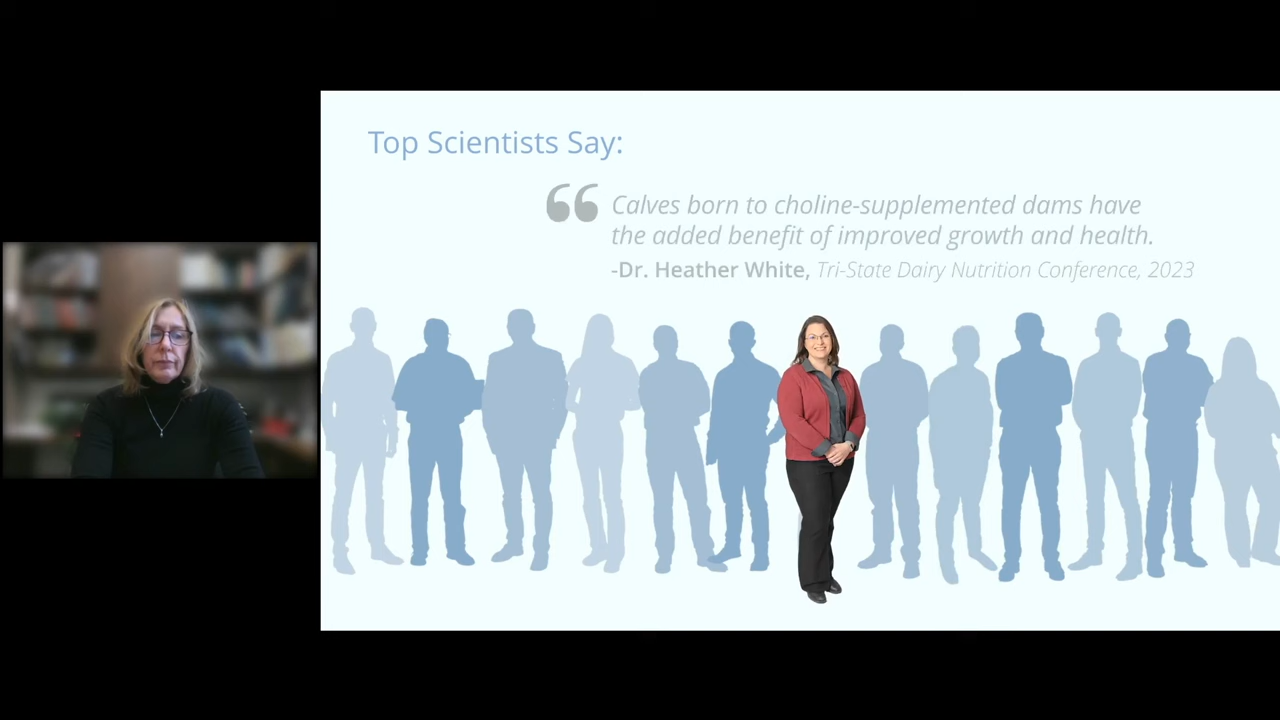 Top Scientists Say:
“ Calves born to choline-supplemented dams have
the added benefit of improved growth and health.
-Dr. Heather White, Tri-State Dairy Nutrition Conference, 2023